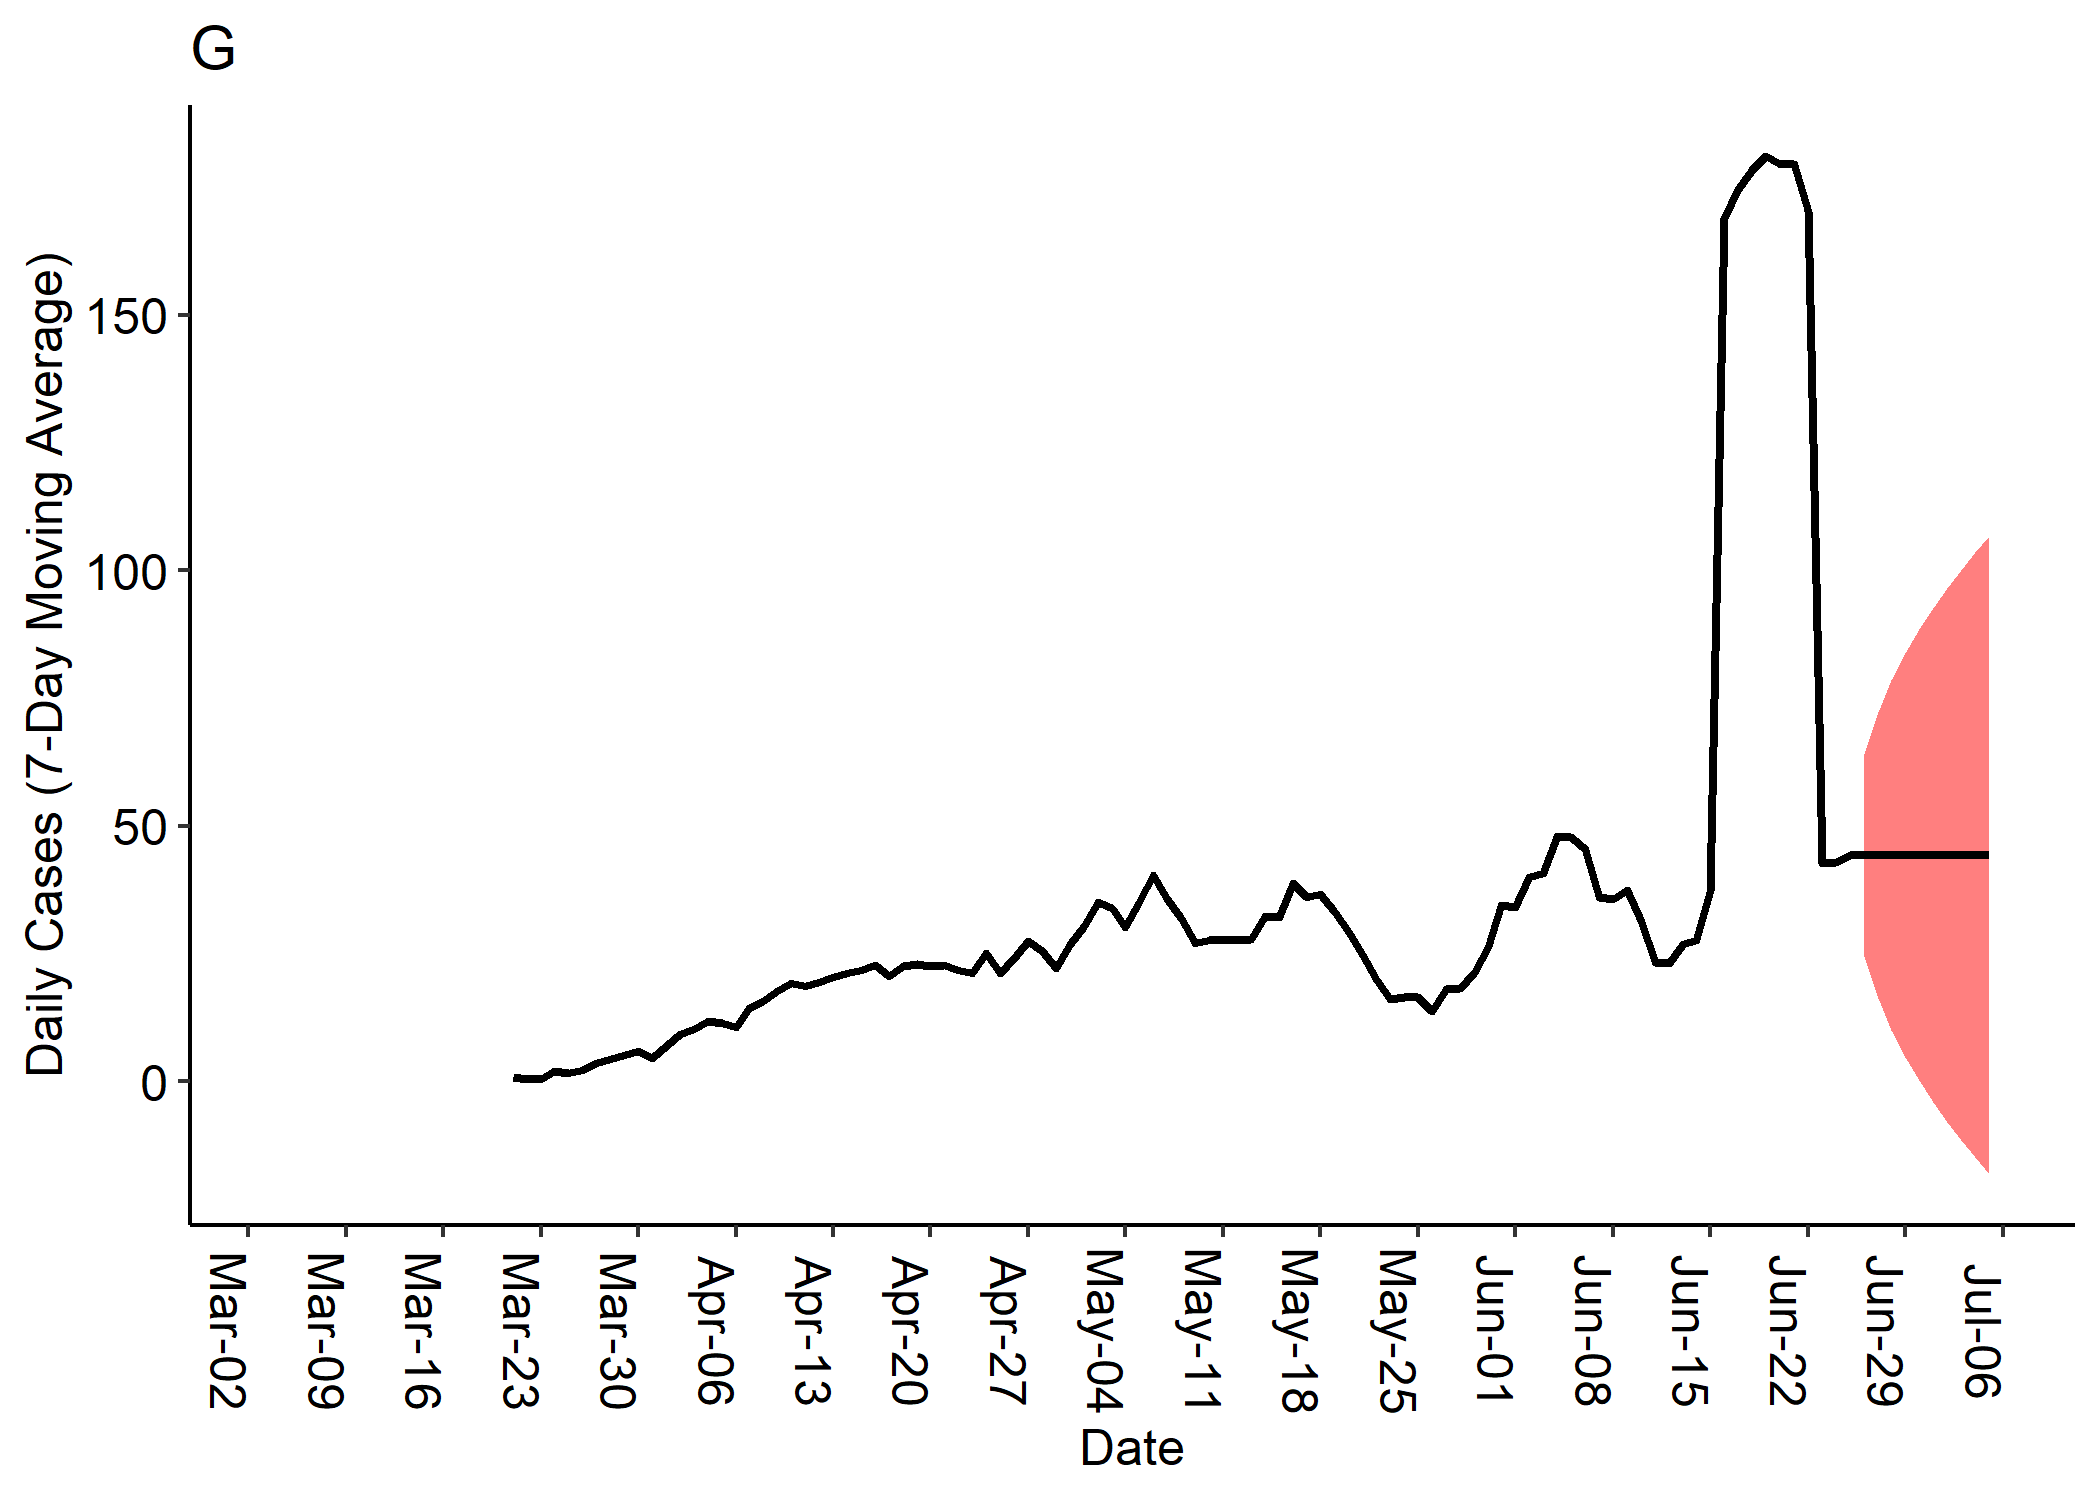 G
Daily Cases (7-Day Moving Average)
150
100
50
0
Mar-02
Mar-09
Mar-16
Mar-23
Mar-30
Apr-06
Apr-13
Apr-20
Apr-27
May-04
May-11
May-18
May-25
Jun-01
Jun-08
Jun-15
Jun-22
Jun-29
Jul-06
Date